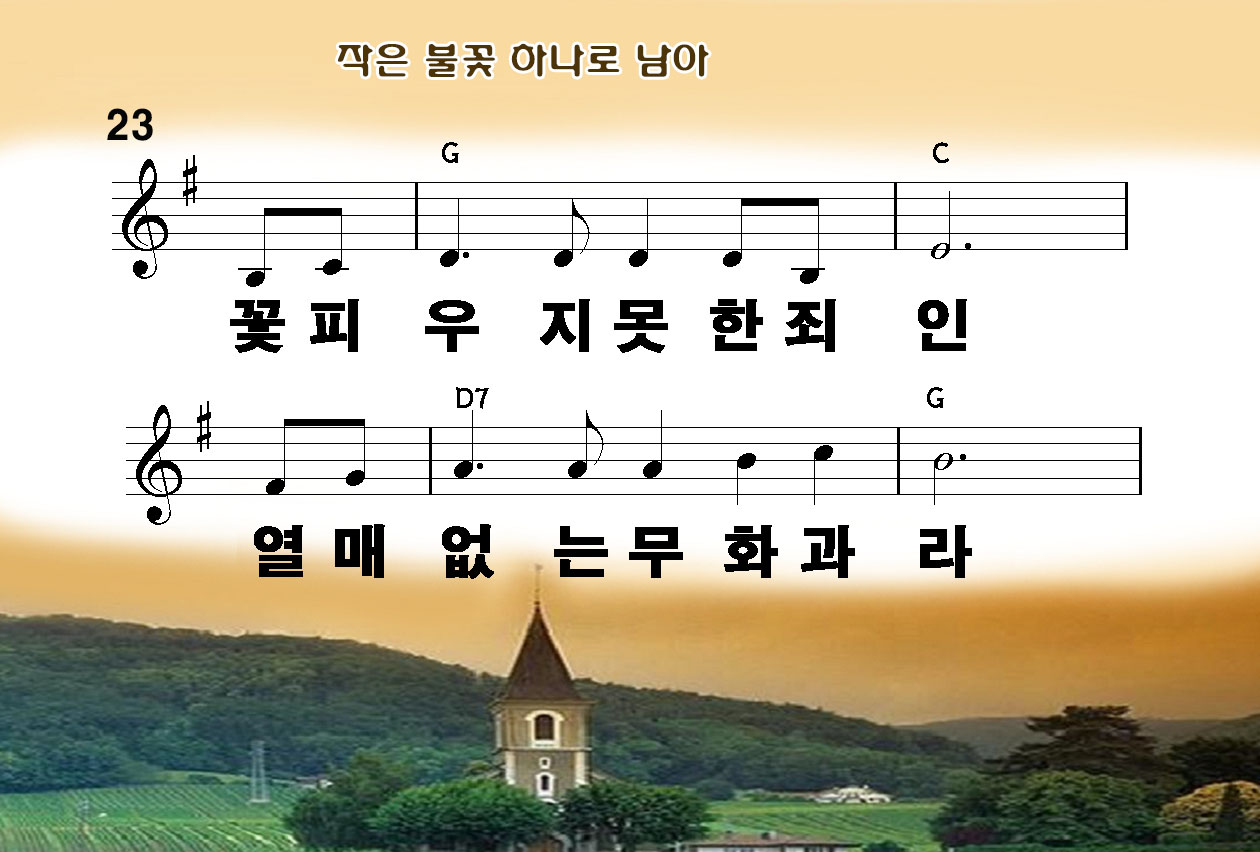 작은 불꽃 하나로 남아
23
G C
꽃 피 우 지 못 한 죄 인
D7 G
열 매 없 는 무 화 과 라